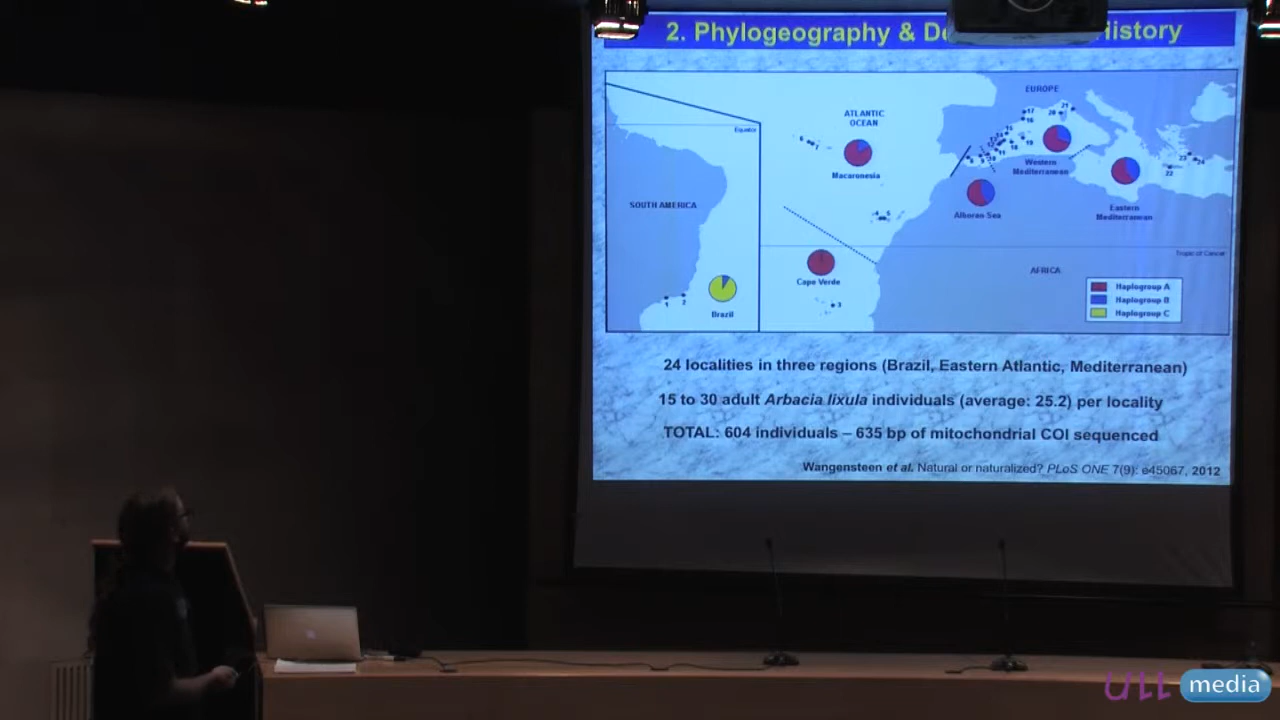 2. Phylogeography & De History
EUROPE
ATLANTIC
OCEAN
Equator
Macaronesia
Western
Mediterranean
SOUTH AMERICA
Alboran Sea
Eastern
Mediterranean
Tropic of Cancer
AFRICA
Cape Verde
Brazil
Haplogroup A
Haplogroup B
Haplogroup C
24 localities in three regions (Brazil, Eastern Atlantic, Mediterranean)
15 to 30 adult Arbacia lixula individuals (average: 25.2) per locality
TOTAL: 604 individuals – 635 bp of mitochondrial COI sequenced
Wangensteen et al. Natural or naturalized? PLoS ONE 7(9): e45067, 2012
ULL media